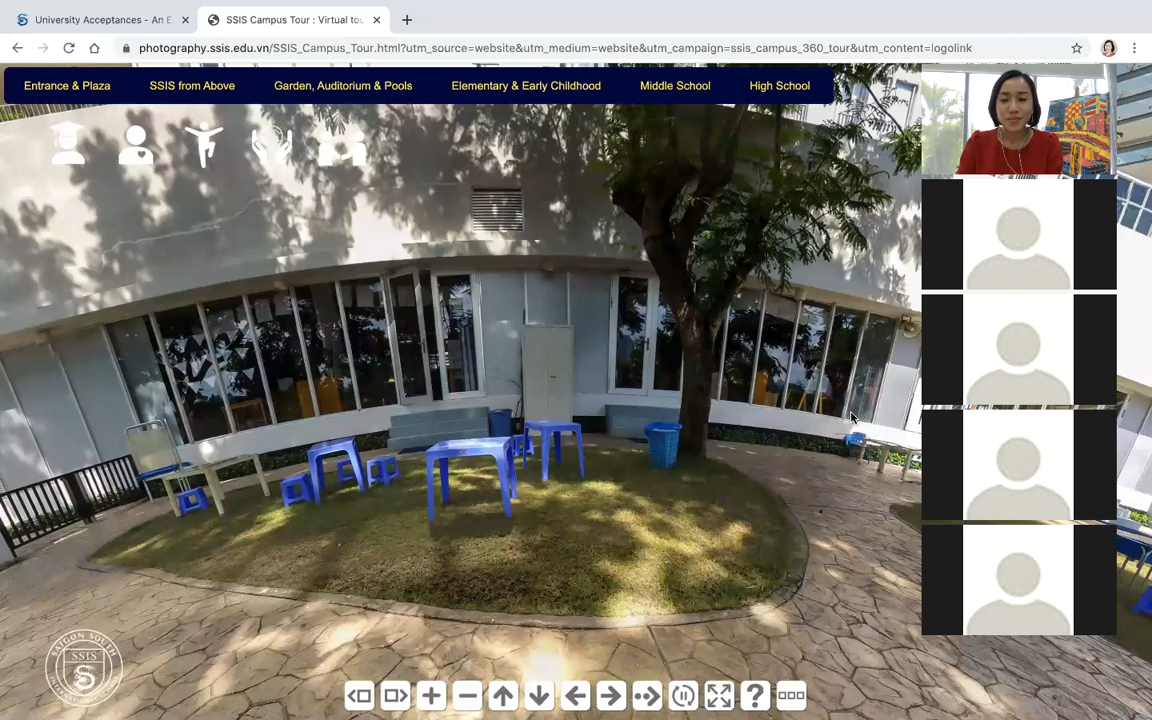 University Acceptances - An E
SSIS Campus Tour : Virtual tou
photography.ssis.edu.vn/SSIS_Campus_Tour.html?utm_source=website&utm_medium=website&utm_campaign=ssis_campus_360_tour&utm_content=logolink
Entrance & Plaza
SSIS from Above
Garden, Auditorium & Pools
Elementary & Early Childhood
Middle School
High School
SAIGON SOUTH
SSIS